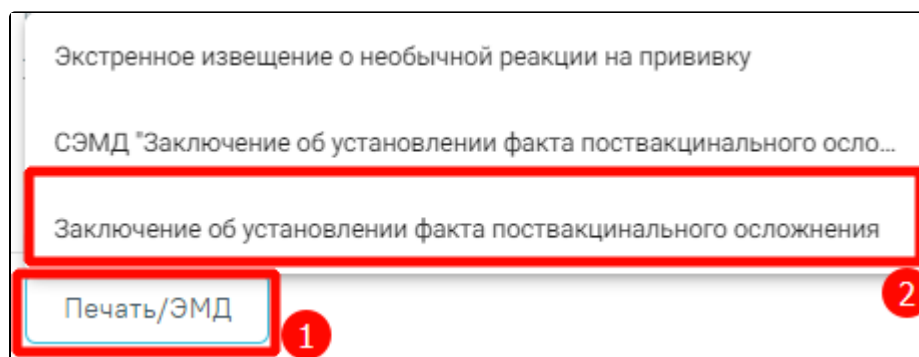 Экстренное извещение о необычной реакции на прививку
СЭМД "Заключение об установлении факта поствакцинального осло...
Заключение об установлении факта поствакцинального осложнения
2
Печать/ЭМД
1